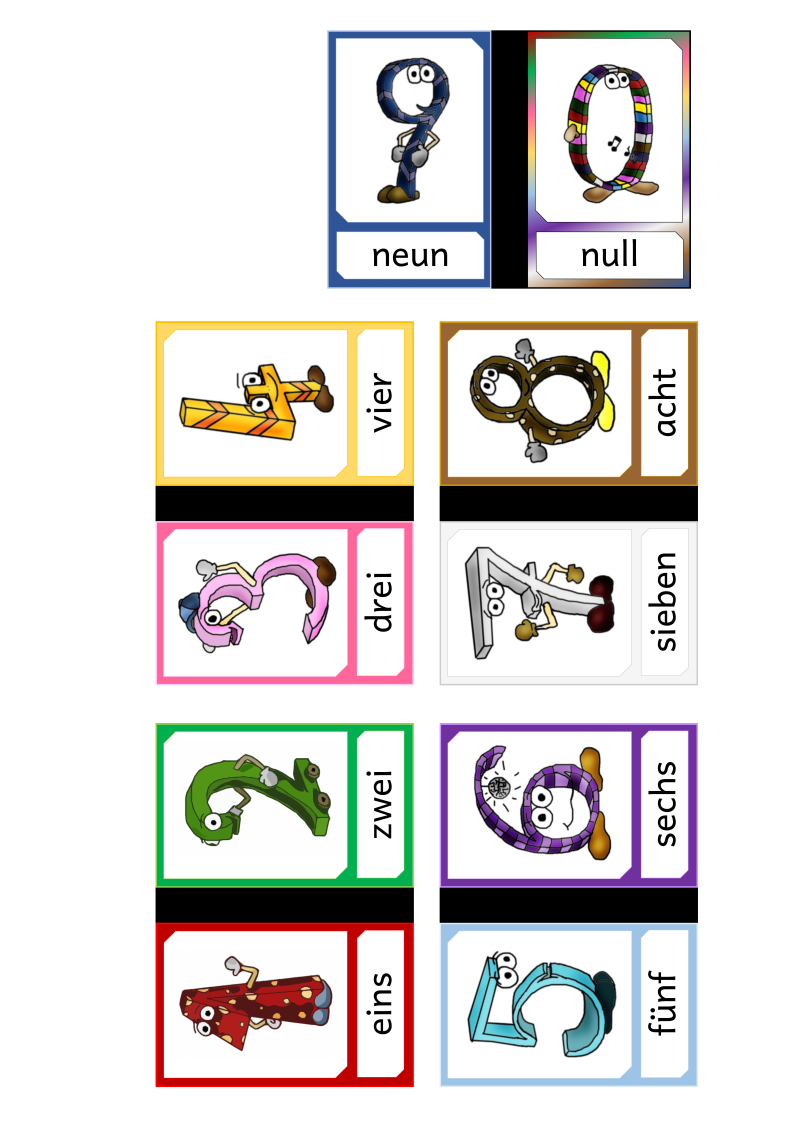 neun
null
vier
acht
drei
sieben
zwei
sechs
eins
fünf